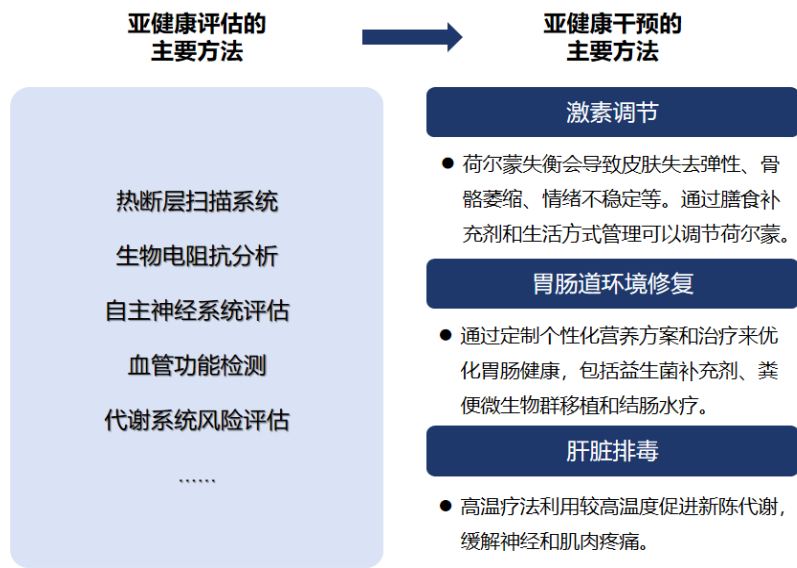 亚健康评估的
主要方法
亚健康干预的
主要方法
热断层扫描系统
生物电阻抗分析
自主神经系统评估
血管功能检测
代谢系统风险评估
……
激素调节
● 荷尔蒙失衡会导致皮肤失去弹性、骨
骼萎缩、情绪不稳定等。通过膳食补
充剂和生活方式管理可以调节荷尔蒙。
胃肠道环境修复
● 通过定制个性化营养方案和治疗来优
化胃肠健康，包括益生菌补充剂、粪
便微生物群移植和结肠水疗。
肝脏排毒
● 高温疗法利用较高温度促进新陈代谢，
缓解神经和肌肉疼痛。